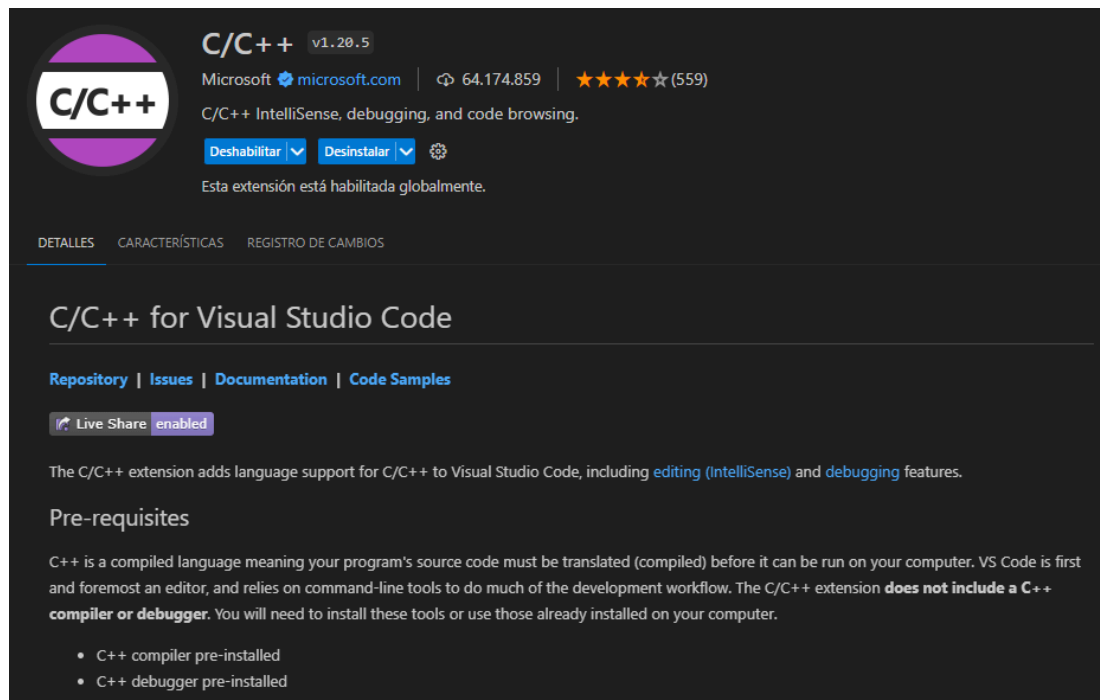 C/C++
C/C++ v1.20.5
Microsoft microsoft.com 64.174.859 (559)
C/C++ IntelliSense, debugging, and code browsing.
Deshabilitar Desinstalar
Esta extensión está habilitada globalmente.
DETALLES CARACTERÍSTICAS REGISTRO DE CAMBIOS
C/C++ for Visual Studio Code
Repository | Issues | Documentation | Code Samples
Live Share enabled
The C/C++ extension adds language support for C/C++ to Visual Studio Code, including editing (IntelliSense) and debugging features.
Pre-requisites
C++ is a compiled language meaning your program's source code must be translated (compiled) before it can be run on your computer. VS Code is first
and foremost an editor, and relies on command-line tools to do much of the development workflow. The C/C++ extension does not include a C++
compiler or debugger. You will need to install these tools or use those already installed on your computer.
• C++ compiler pre-installed
• C++ debugger pre-installed